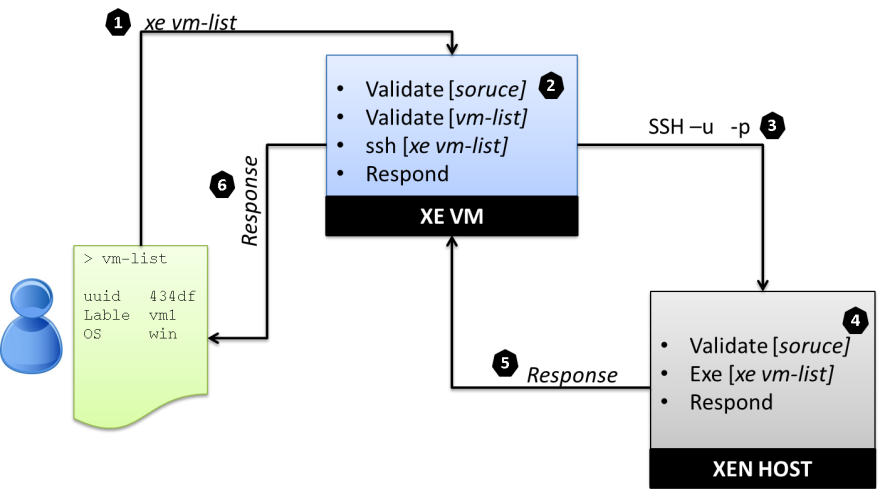 1 xe vm-list
2
• Validate [soruce]
• Validate [vm-list]
• ssh [xe vm-list]
• Respond
XE VM
SSH –u -p 3
4
• Validate [soruce]
• Exe [xe vm-list]
• Respond
XEN HOST
5 Response
6 Response
> vm-list
uuid 434df
Lable vm1
OS win